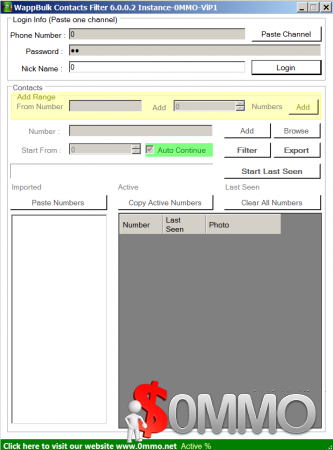 WappBulk Contacts Filter 6.0.0.2 Instance-0MMO-ViP1
Login Info (Paste one channel)
Phone Number : 0 Paste Channel
Password : ●●
Nick Name : 0 Login
Contacts
Add Range
From Number Add 0 Numbers Add
Number : Add Browse
Start From : 0 Auto Continue Filter Export
Start Last Seen
Imported Active Last Seen
Paste Numbers Copy Active Numbers Clear All Numbers
Number Last Seen Photo
$0MMO
Click here to visit our website www.0mmo.net Active %